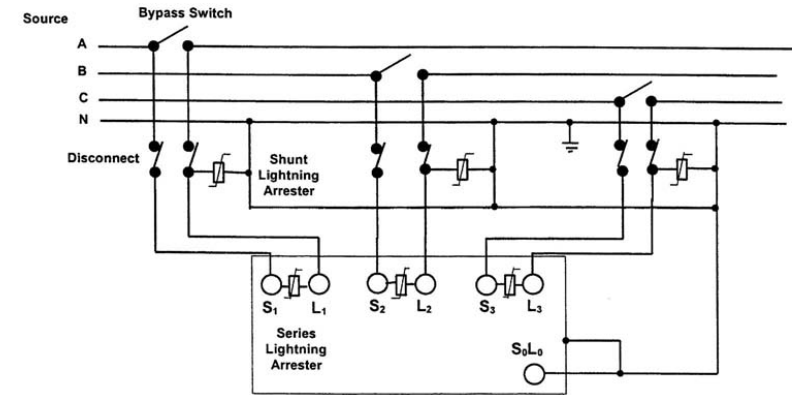 Bypass Switch
Source
A
B
C
N
Disconnect
Shunt
Lightning
Arrester
S₁ L₁ S₂ L₂ S₃ L₃
Series
Lightning
Arrester
S₀L₀